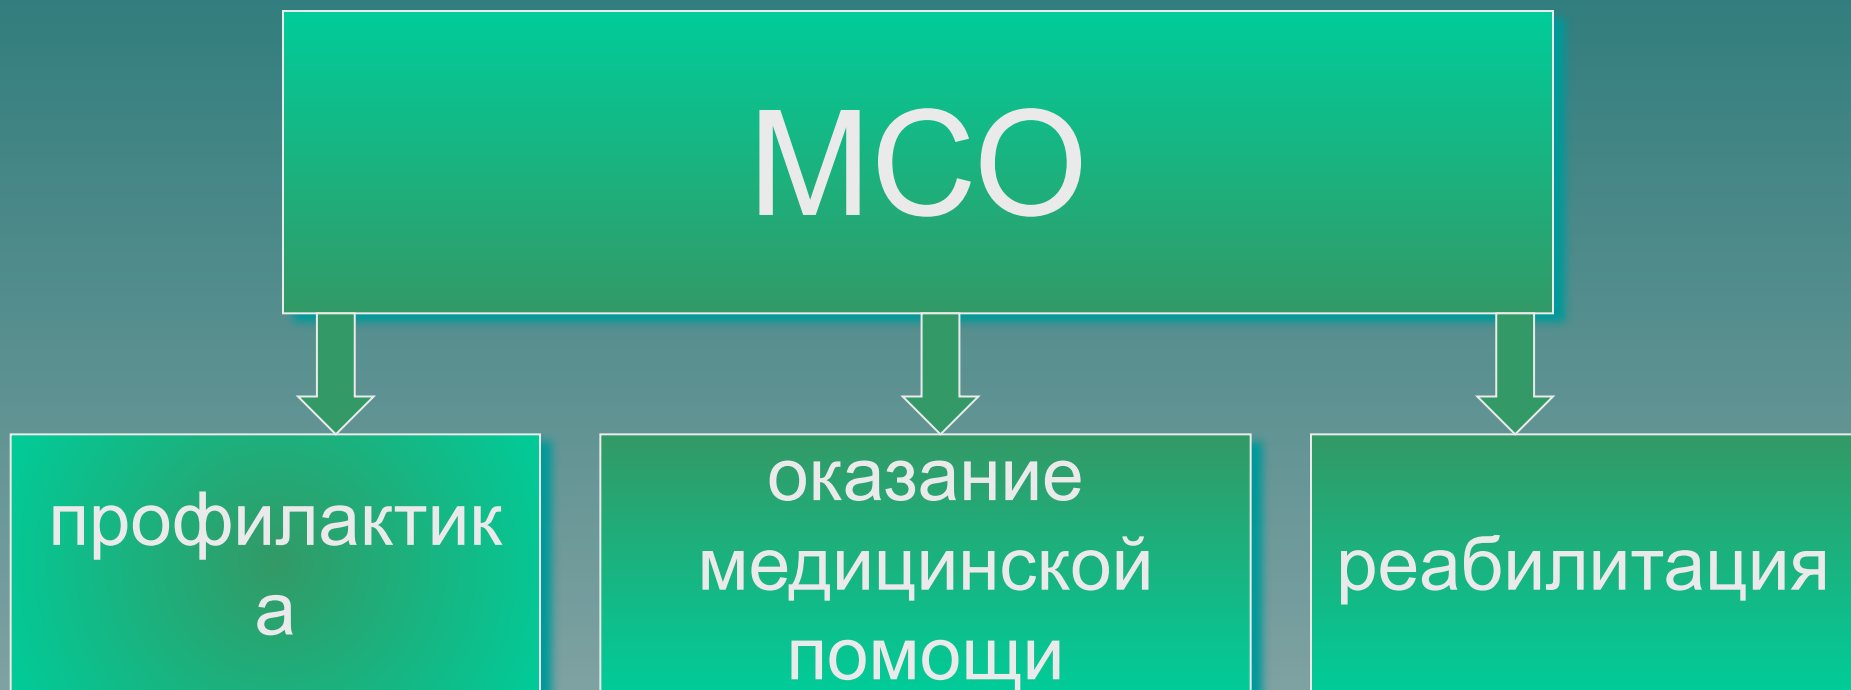 МСО
профилактик
а
оказание
медицинской
помощи
реабилитация